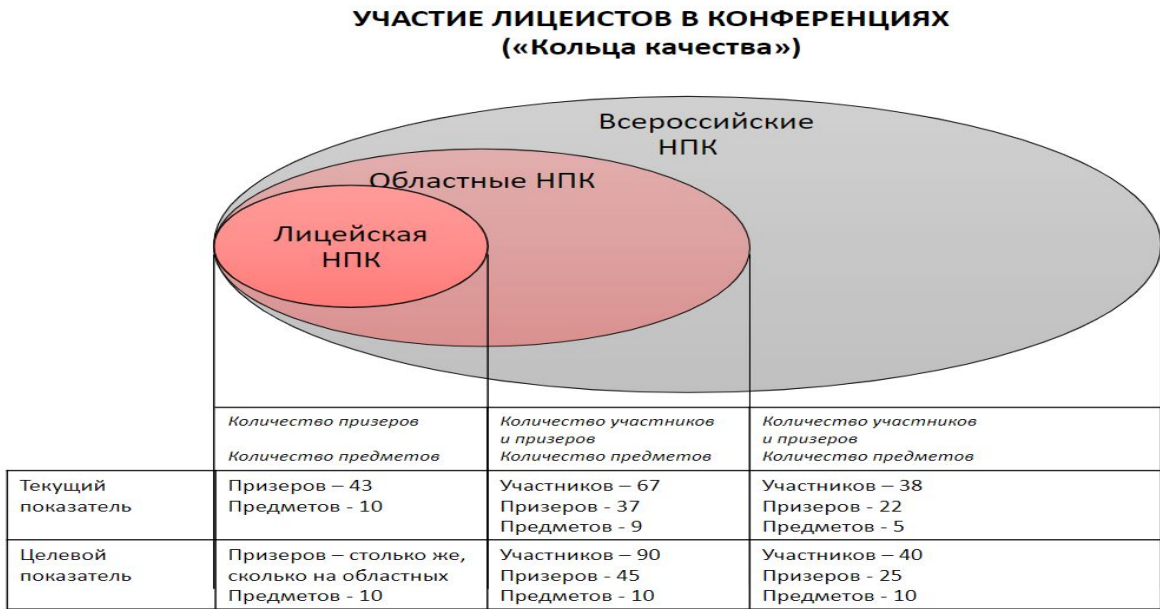 УЧАСТИЕ ЛИЦЕИСТОВ В КОНФЕРЕНЦИЯХ
(«Кольца качества»)
Всероссийские
НПК
Областные НПК
Лицейская
НПК
Количество призеров
Количество предметов
Количество участников
и призеров
Количество предметов
Количество участников
и призеров
Количество предметов
Текущий
показатель
Призеров – 43
Предметов - 10
Участников – 67
Призеров - 37
Предметов - 9
Участников – 38
Призеров - 22
Предметов - 5
Целевой
показатель
Призеров – столько же,
сколько на областных
Предметов - 10
Участников – 90
Призеров - 45
Предметов - 10
Участников – 40
Призеров - 25
Предметов - 10